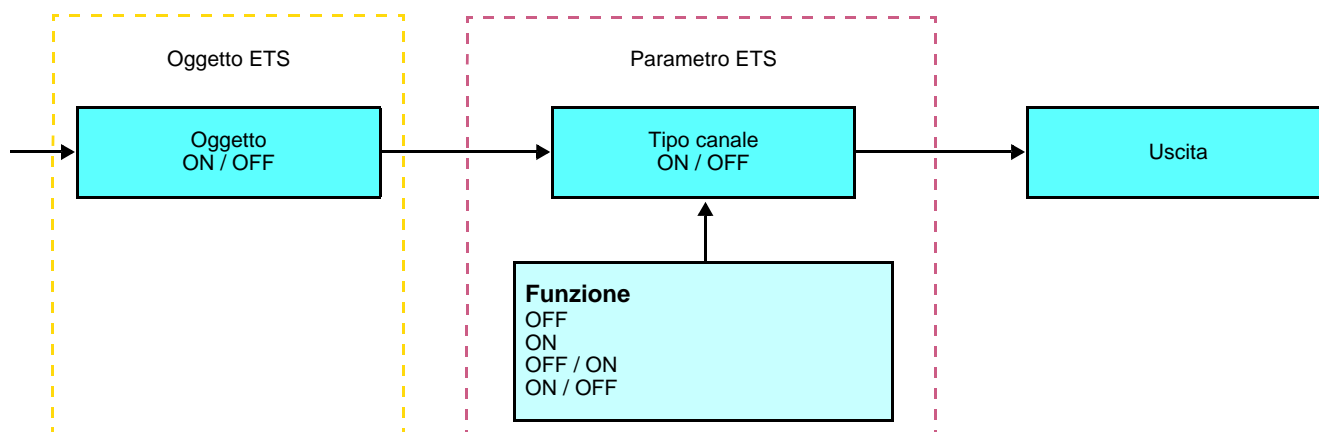 Oggetto ETS
Parametro ETS
Oggetto
ON / OFF
Tipo canale
ON / OFF
Uscita
Funzione
OFF
ON
OFF / ON
ON / OFF